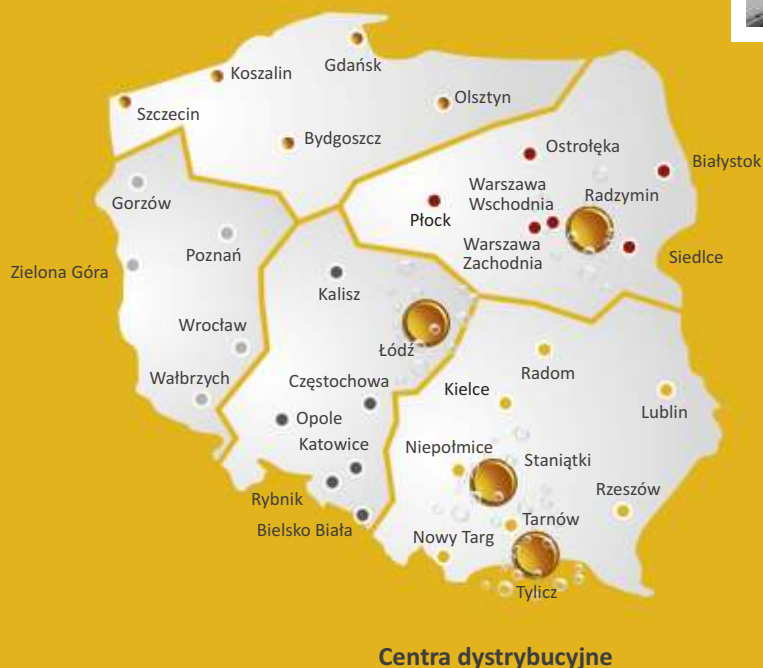 Gdańsk
Koszalin
Olsztyn
Szczecin
Bydgoszcz
Ostrołęka
Białystok
Warszawa
Wschodnia
Radzymin
Gorzów
Płock
Poznań
Warszawa
Zachodnia
Siedlce
Zielona Góra
Kalisz
Wrocław
Łódź
Radom
Wałbrzych
Częstochowa
Kielce
Lublin
Opole
Katowice
Niepołmice
Staniątki
Rzeszów
Rybnik
Tarnów
Bielsko Biała
Nowy Targ
Tylicz
Centra dystrybucyjne